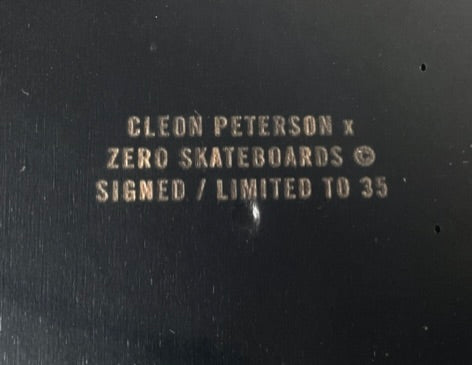 CLEON PETERSON x
ZERO SKATEBOARDS ©
SIGNED / LIMITED TO 35